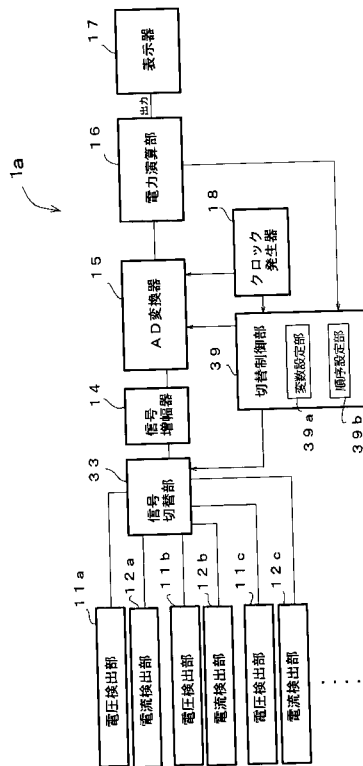 1a
11a
電圧検出部
12a
電流検出部
11b
電圧検出部
12b
電流検出部
11c
電圧検出部
12c
電流検出部
・・・・
33
信号
切替部
14
信号
増幅器
15
AD変換器
16
電力演算部
出力
17
表示器
18
クロック
発生器
39
切替制御部
変数設定部
39a
順序設定部
39b